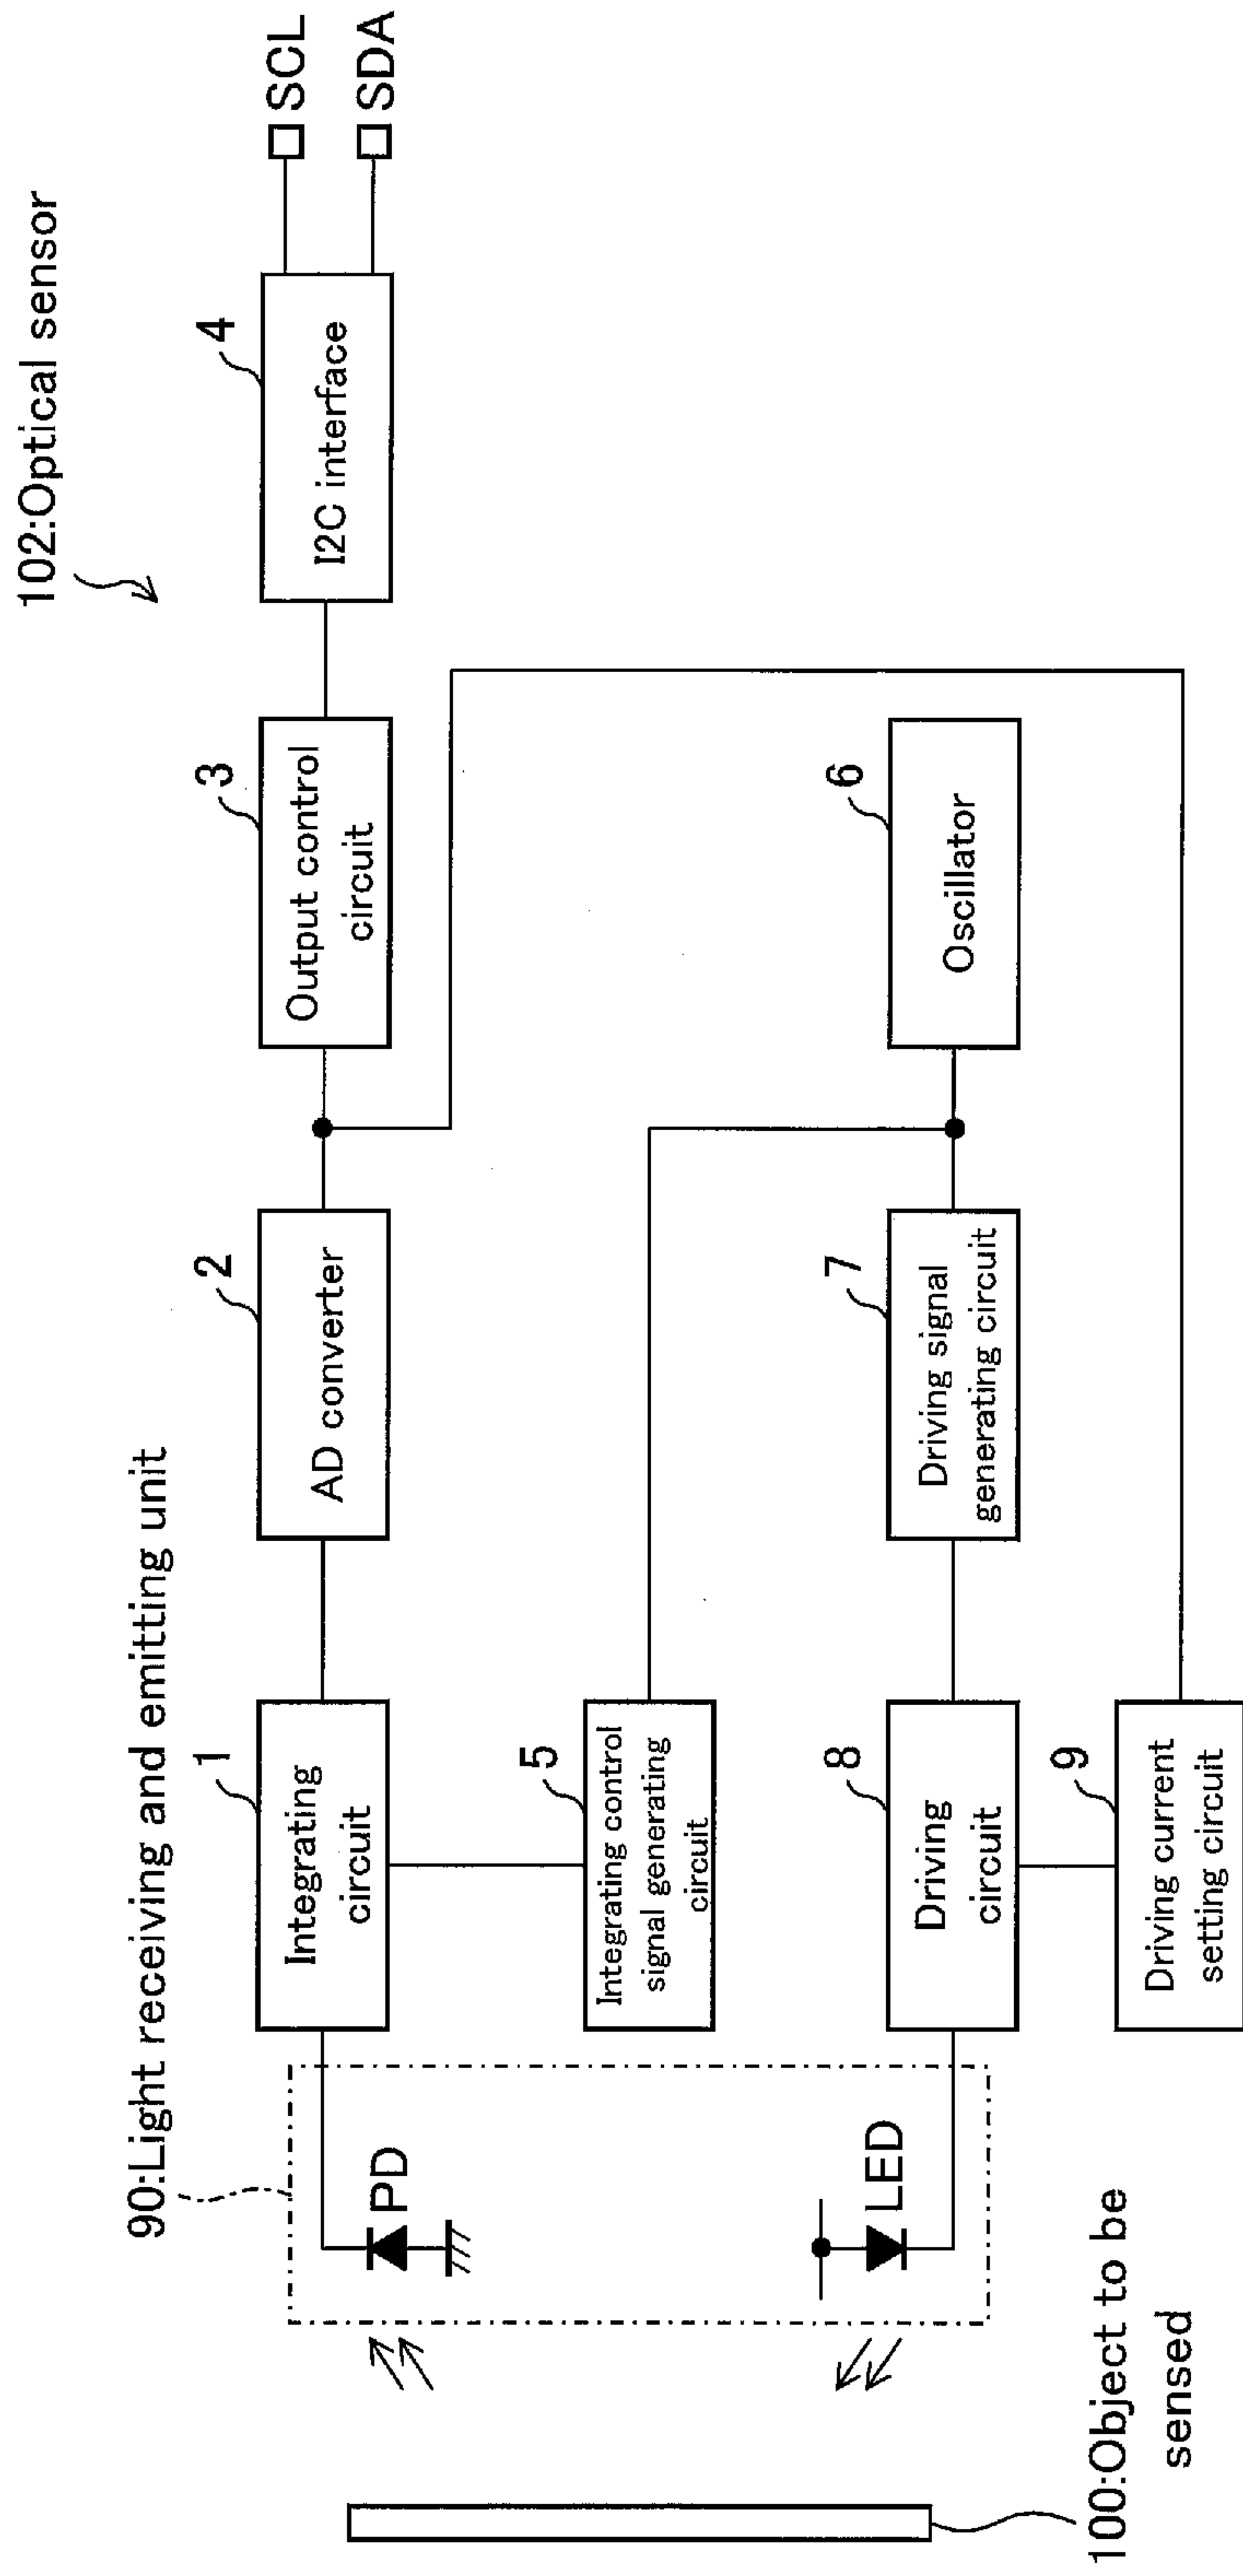 102:Optical sensor
90:Light receiving and emitting unit
1
Integrating
circuit
2
AD converter
3
Output control
circuit
4
I2C interface
SCL
SDA
PD
5
Integrating control
signal generating
circuit
LED
8
Driving
circuit
7
Driving signal
generating circuit
6
Oscillator
9
Driving current
setting circuit
100:Object to be
sensed